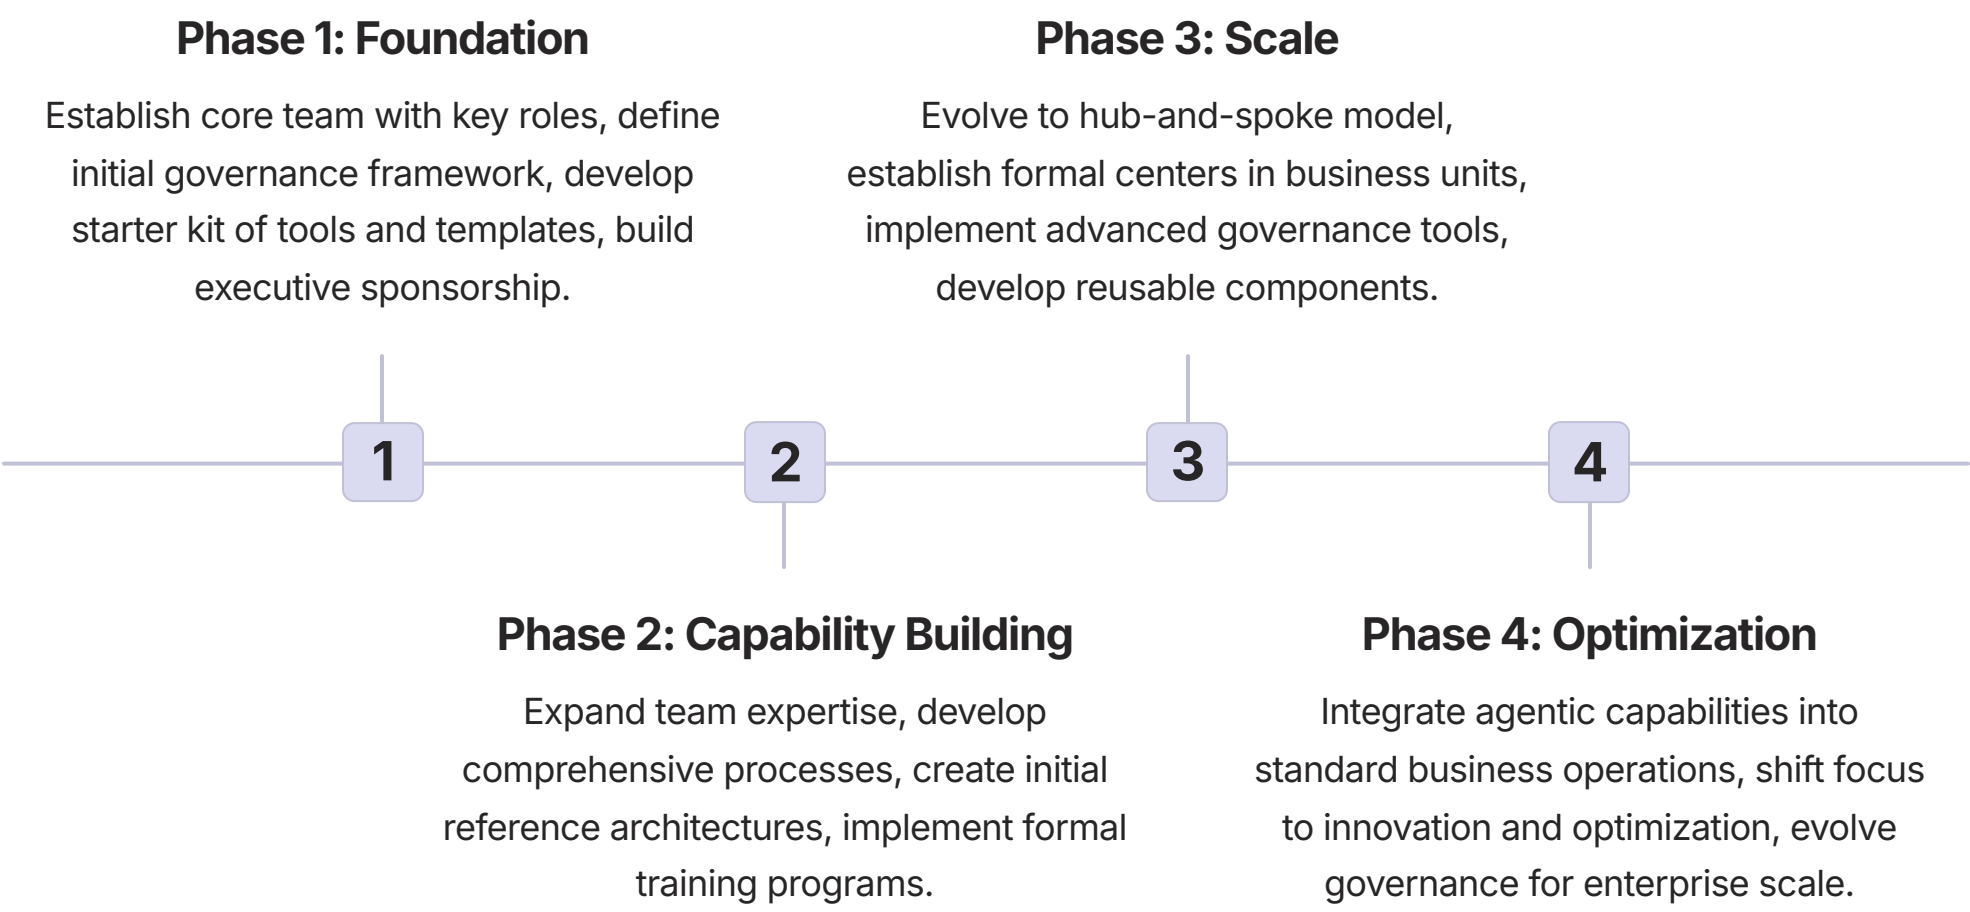 Phase 1: Foundation
Establish core team with key roles, define
initial governance framework, develop
starter kit of tools and templates, build
executive sponsorship.
Phase 3: Scale
Evolve to hub-and-spoke model,
establish formal centers in business units,
implement advanced governance tools,
develop reusable components.
1
2
3
4
Phase 2: Capability Building
Expand team expertise, develop
comprehensive processes, create initial
reference architectures, implement formal
training programs.
Phase 4: Optimization
Integrate agentic capabilities into
standard business operations, shift focus
to innovation and optimization, evolve
governance for enterprise scale.